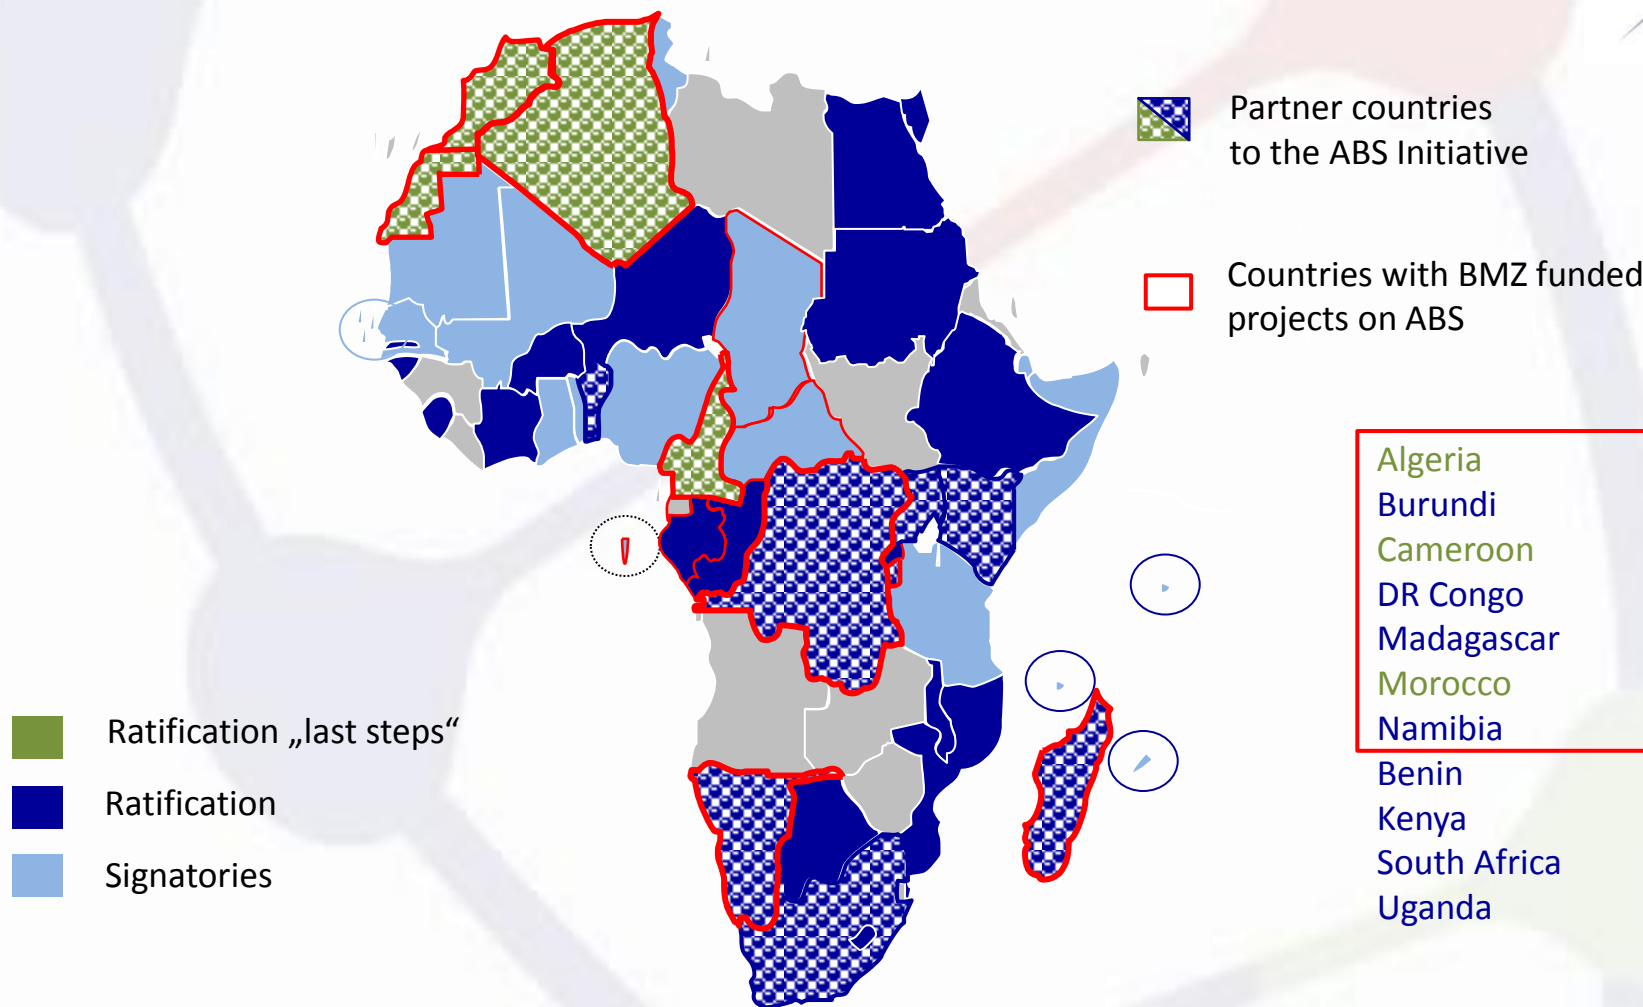 Partner countries
to the ABS Initiative
Countries with BMZ funded
projects on ABS
Algeria
Burundi
Cameroon
DR Congo
Madagascar
Morocco
Namibia
Benin
Kenya
South Africa
Uganda
Ratification „last steps“
Ratification
Signatories